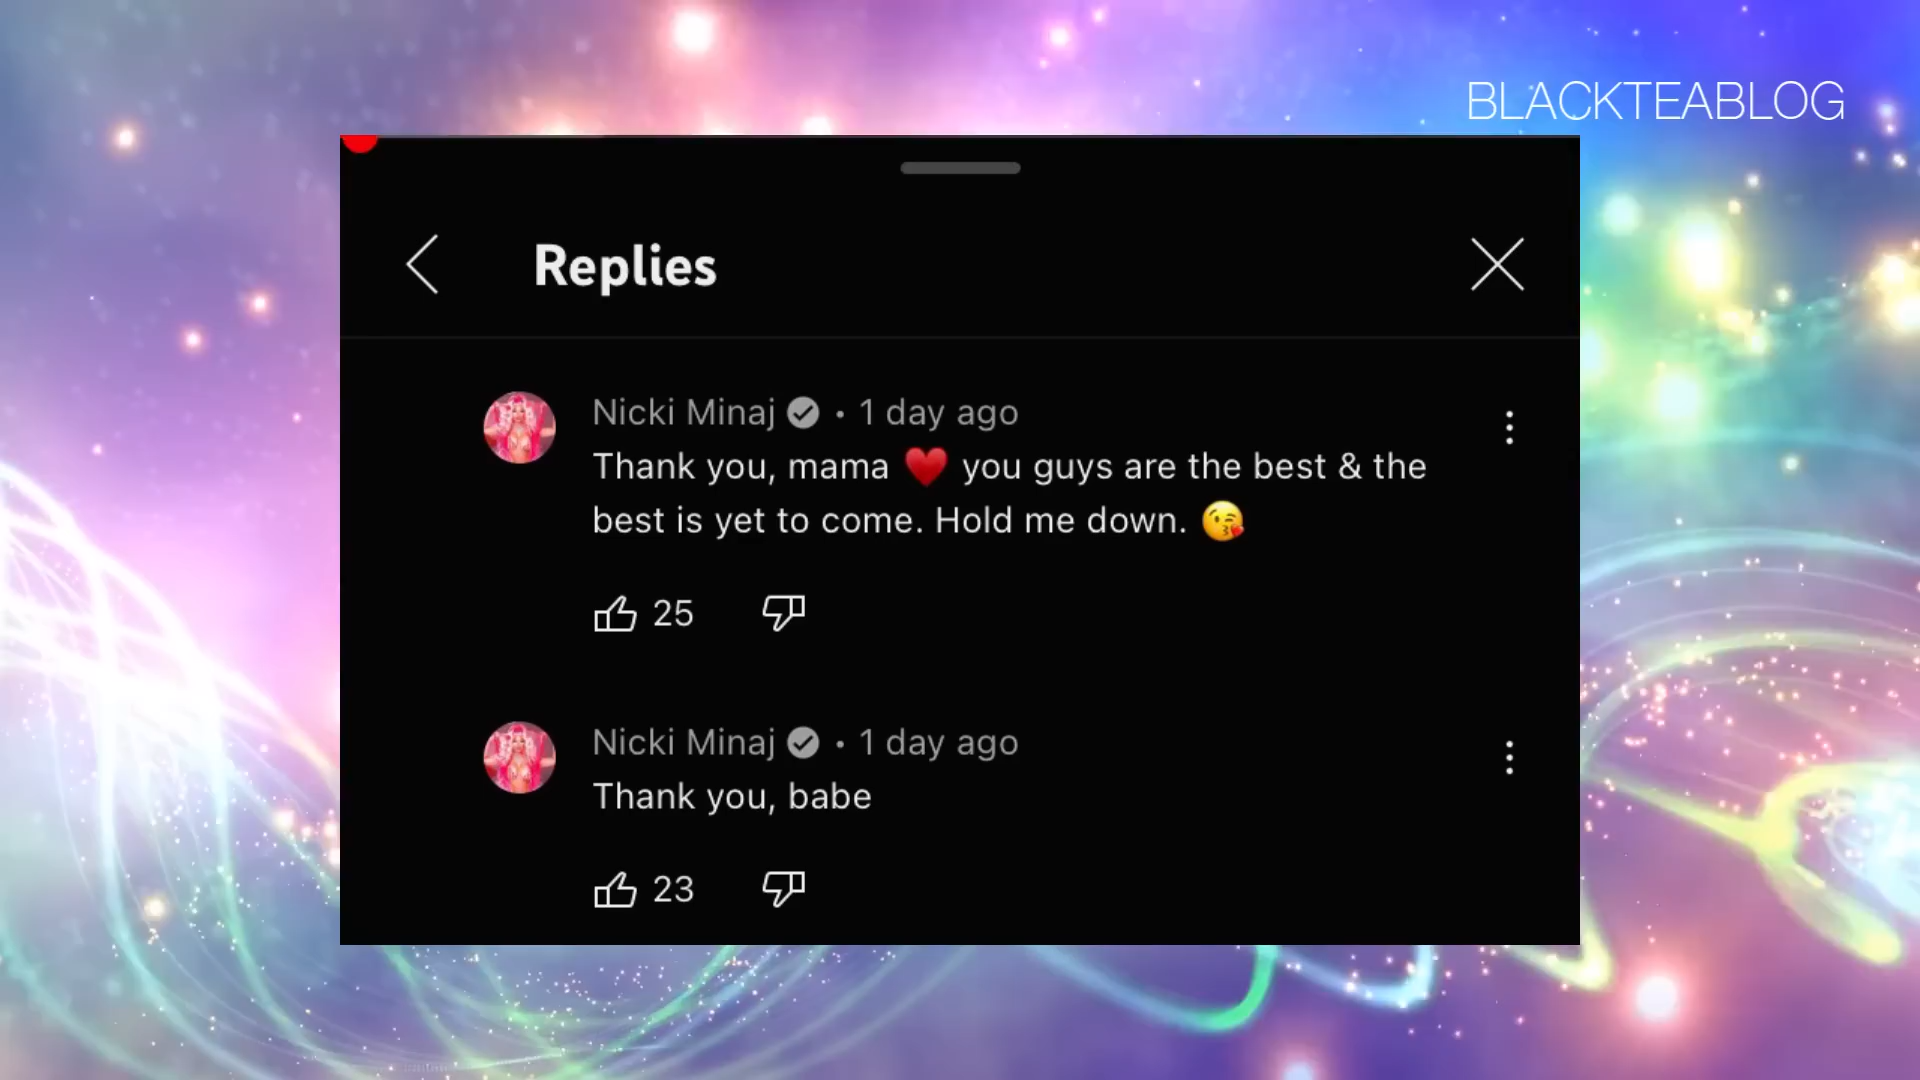 BLACKTEABLOG
Replies
Nicki Minaj • 1 day ago
Thank you, mama ❤️ you guys are the best & the
best is yet to come. Hold me down. 😘
25
Nicki Minaj • 1 day ago
Thank you, babe
23